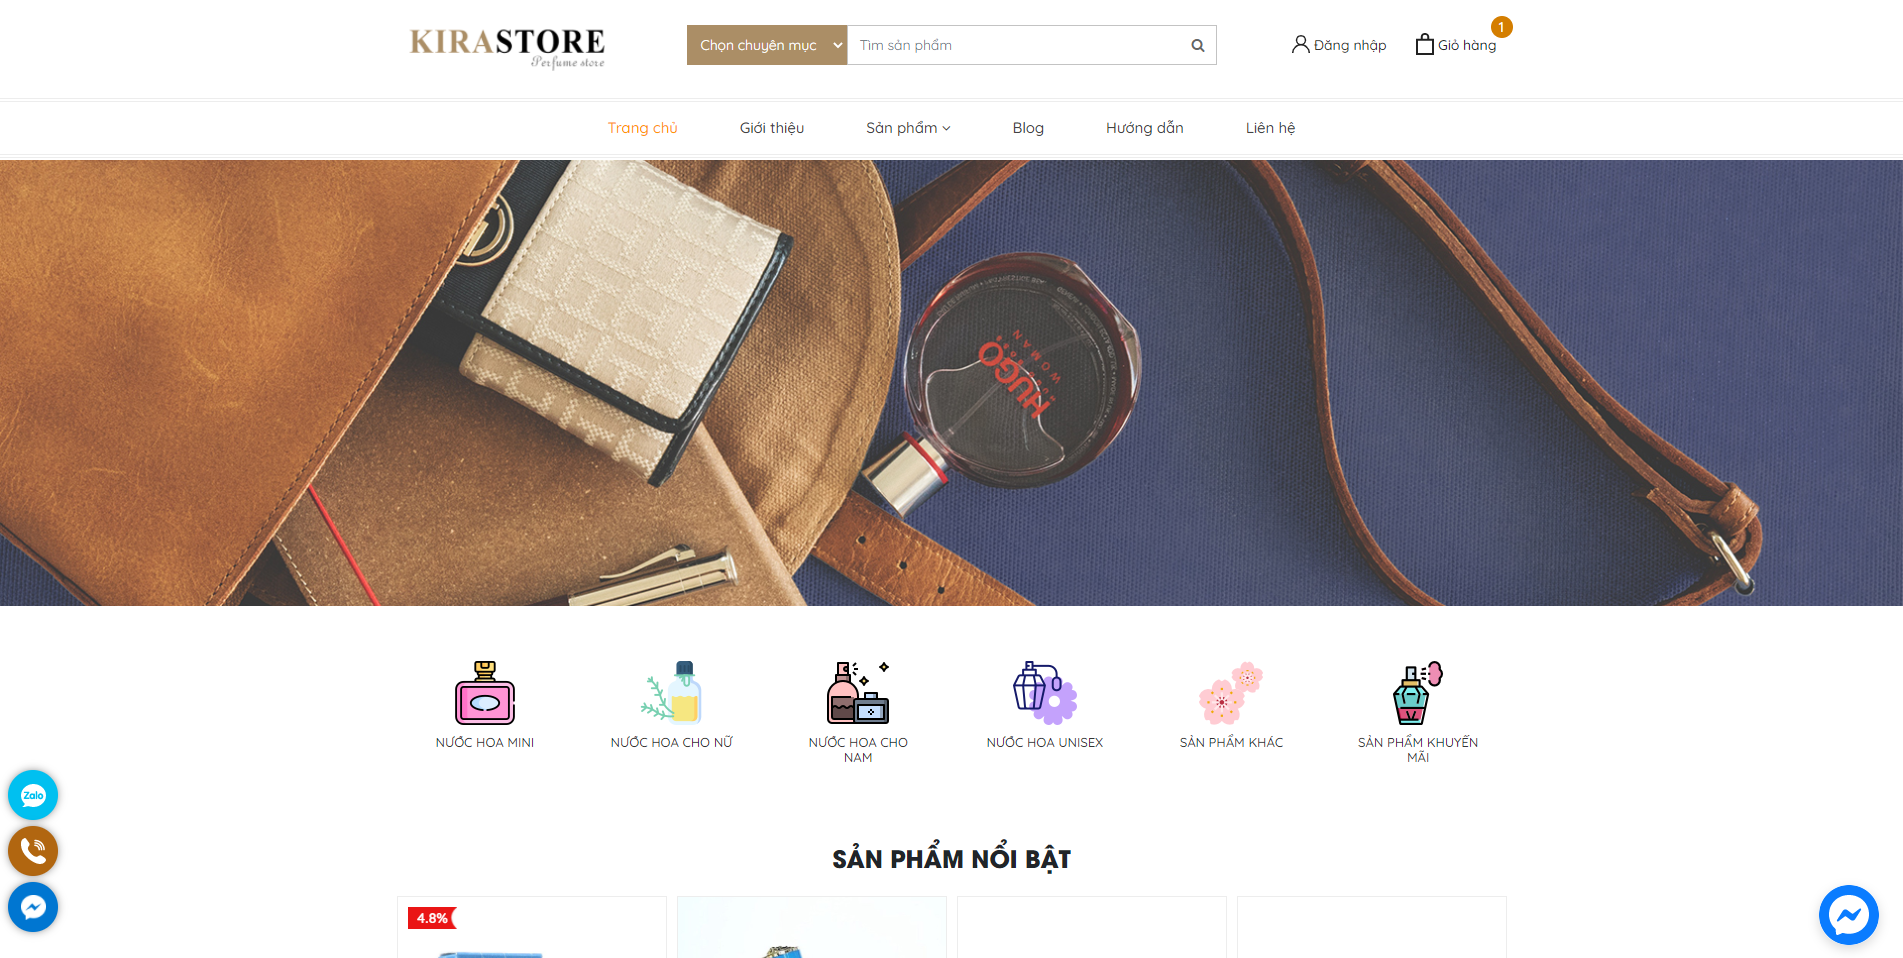 KIRASTORE
Perfume store
Chọn chuyên mục
Tìm sản phẩm
Đăng nhập
Giỏ hàng
1
Trang chủ
Giới thiệu
Sản phẩm
Blog
Hướng dẫn
Liên hệ
HUGO
WOMAN
NƯỚC HOA MINI
NƯỚC HOA CHO NỮ
NƯỚC HOA CHO
NAM
NƯỚC HOA UNISEX
SẢN PHẨM KHÁC
SẢN PHẨM KHUYẾN
MÃI
Zalo
SẢN PHẨM NỔI BẬT
4.8%